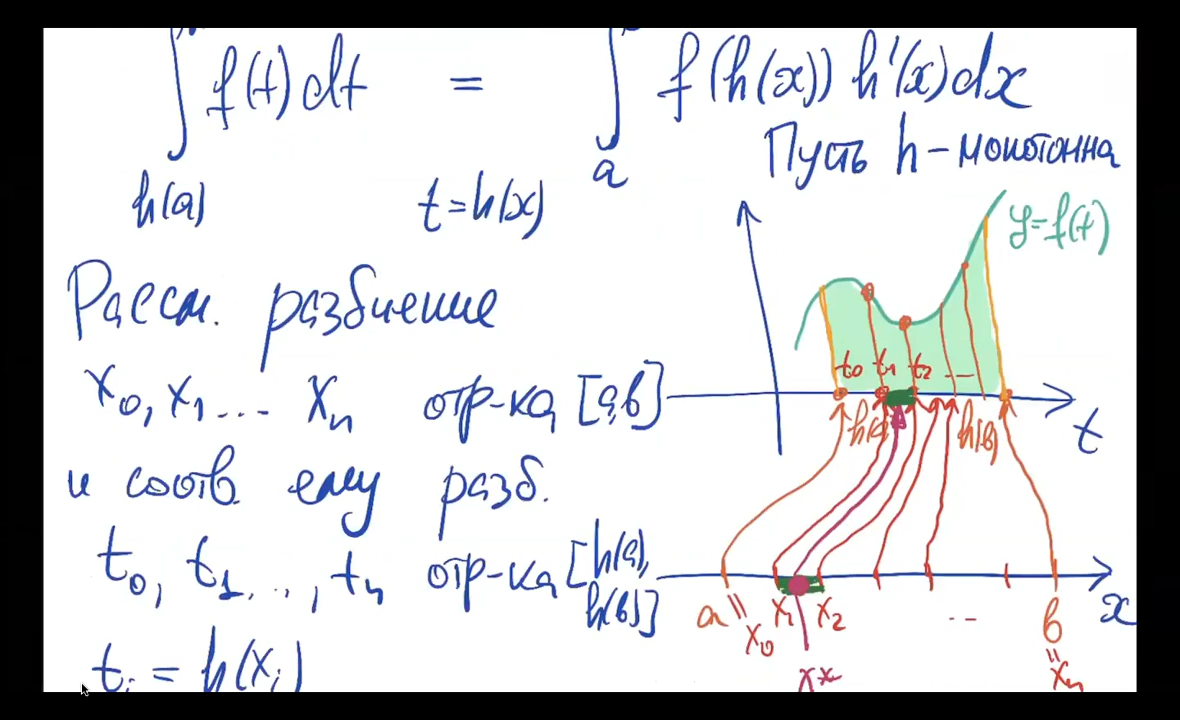 ∫ f(t) dt = ∫ f(h(x)) h'(x) dx
h(a) t = h(x) a
Пусть h – монотонна
y = f(t)
Рассм. разбиение
x₀, x₁ ... xₙ отр-ка [a, b]
и соотв. ему разб.
t₀, t₁, ..., tₙ отр-ка [h(a), h(b)]
tᵢ = h(xᵢ)
t₀ t₁ t₂ ...
h(a) h(b) t
a = x₀ x₁ x₂ ... b = xₙ x